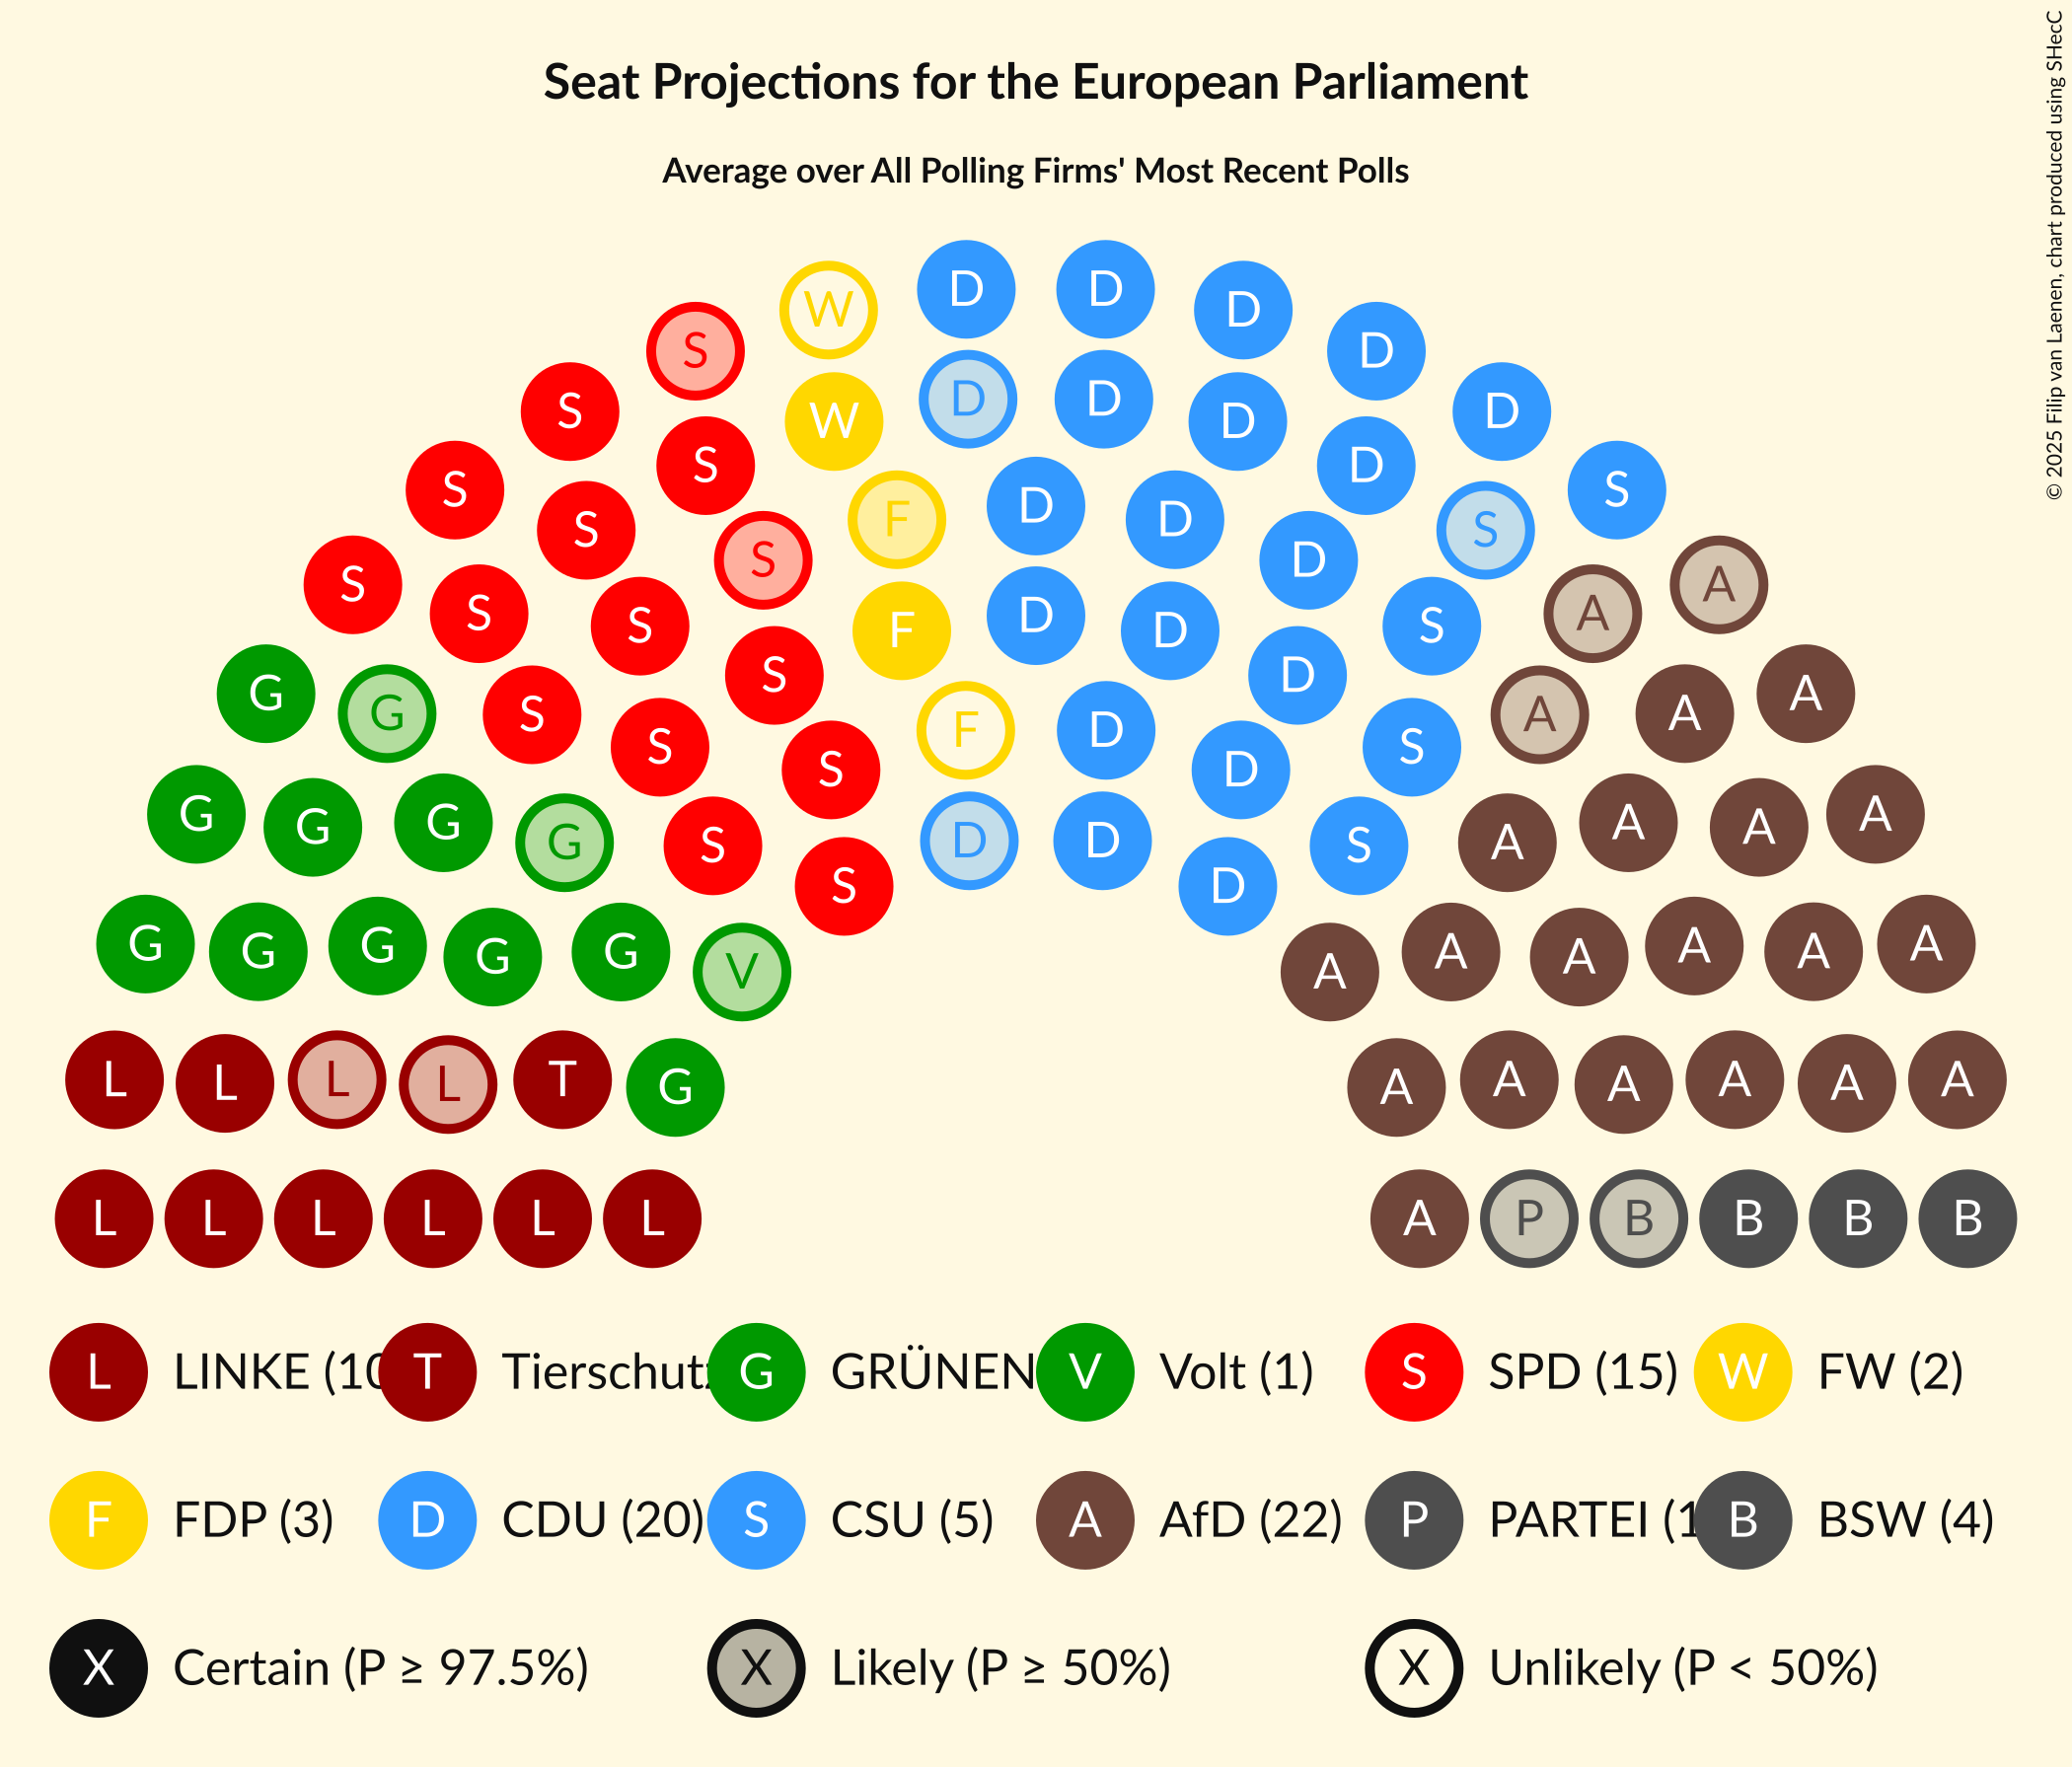 Seat Projections for the European Parliament
Average over All Polling Firms' Most Recent Polls
© 2025 Filip van Laenen, chart produced using SHecC
D D
W D
S D
D D
S D
W D
S D
S S
D
F D
S S
S D
S A
S A
D
S S
F D
S D
G A
G S A A
F D
S S
S D
G G G A A A
D D
G S S A
S D
G G G G G V A A A A A A
L L L L T G A A A A A A
L L L L L L A P B B B B
L LINKE (10 T Tierschutz G GRÜNEN V Volt (1) S SPD (15) W FW (2)
F FDP (3) D CDU (20) S CSU (5) A AfD (22) P PARTEI (1 B BSW (4)
X Certain (P ≥ 97.5%) X Likely (P ≥ 50%) X Unlikely (P < 50%)